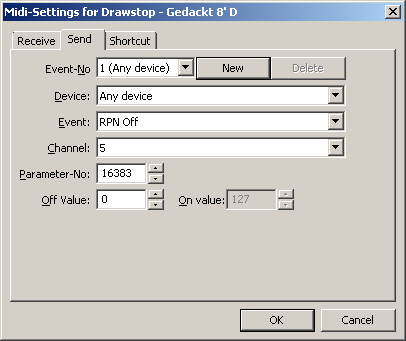 Midi-Settings for Drawstop - Gedackt 8' D
Receive Send Shortcut
Event-No 1 (Any device) New Delete
Device: Any device
Event: RPN Off
Channel: 5
Parameter-No: 16383
Off Value: 0 On value: 127
OK Cancel